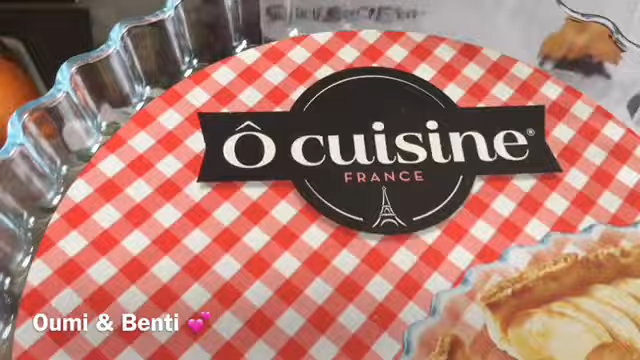 Ô cuisine®
FRANCE
Oumi & Benti 💕